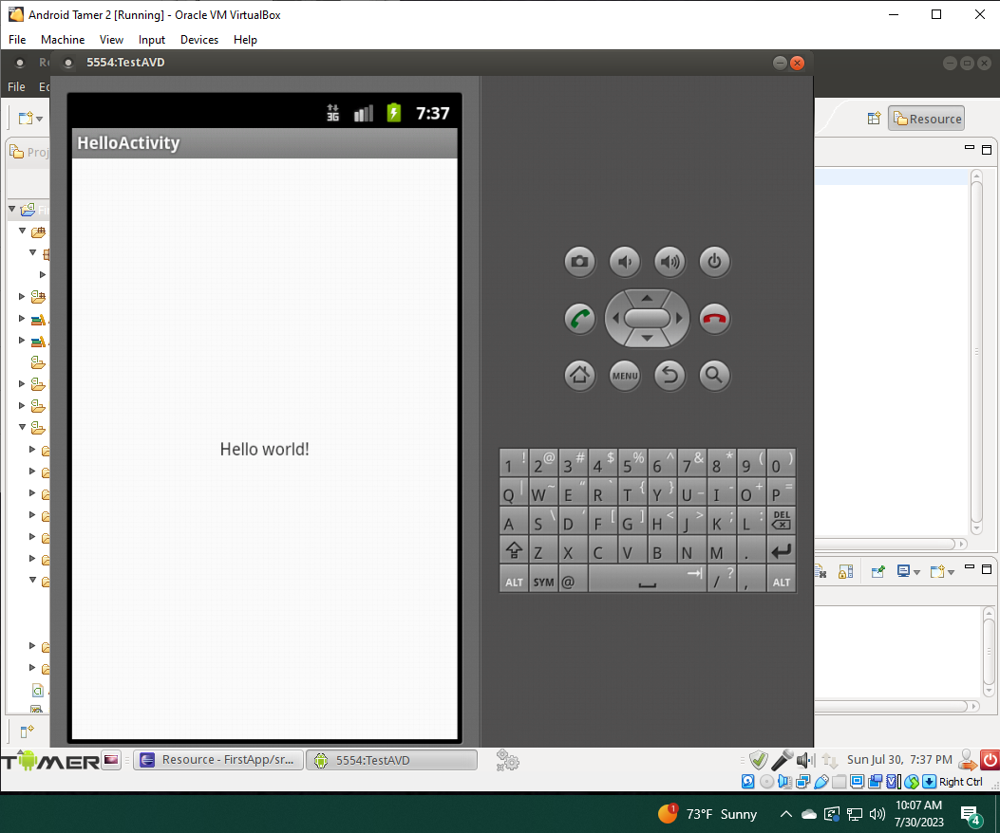 Android Tamer 2 [Running] - Oracle VM VirtualBox
File Machine View Input Devices Help
5554:TestAVD
File
3G 7:37
Resource
HelloActivity
Proj
Hello world!
MENU
1 ! 2 @ 3 # 4 $ 5 % 6 ^ 7 & 8 * 9 ( 0 )
Q | W ~ E “ R ` T { Y } U _ I - O + P =
A S \ D ' F [ G ] H < J > K ; L : DEL
Z X C V B N M .
ALT SYM @ / ? , ALT
TAMER Resource - FirstApp/sr... 5554:TestAVD Sun Jul 30, 7:37 PM
Right Ctrl
1 73°F Sunny 10:07 AM
7/30/2023 4